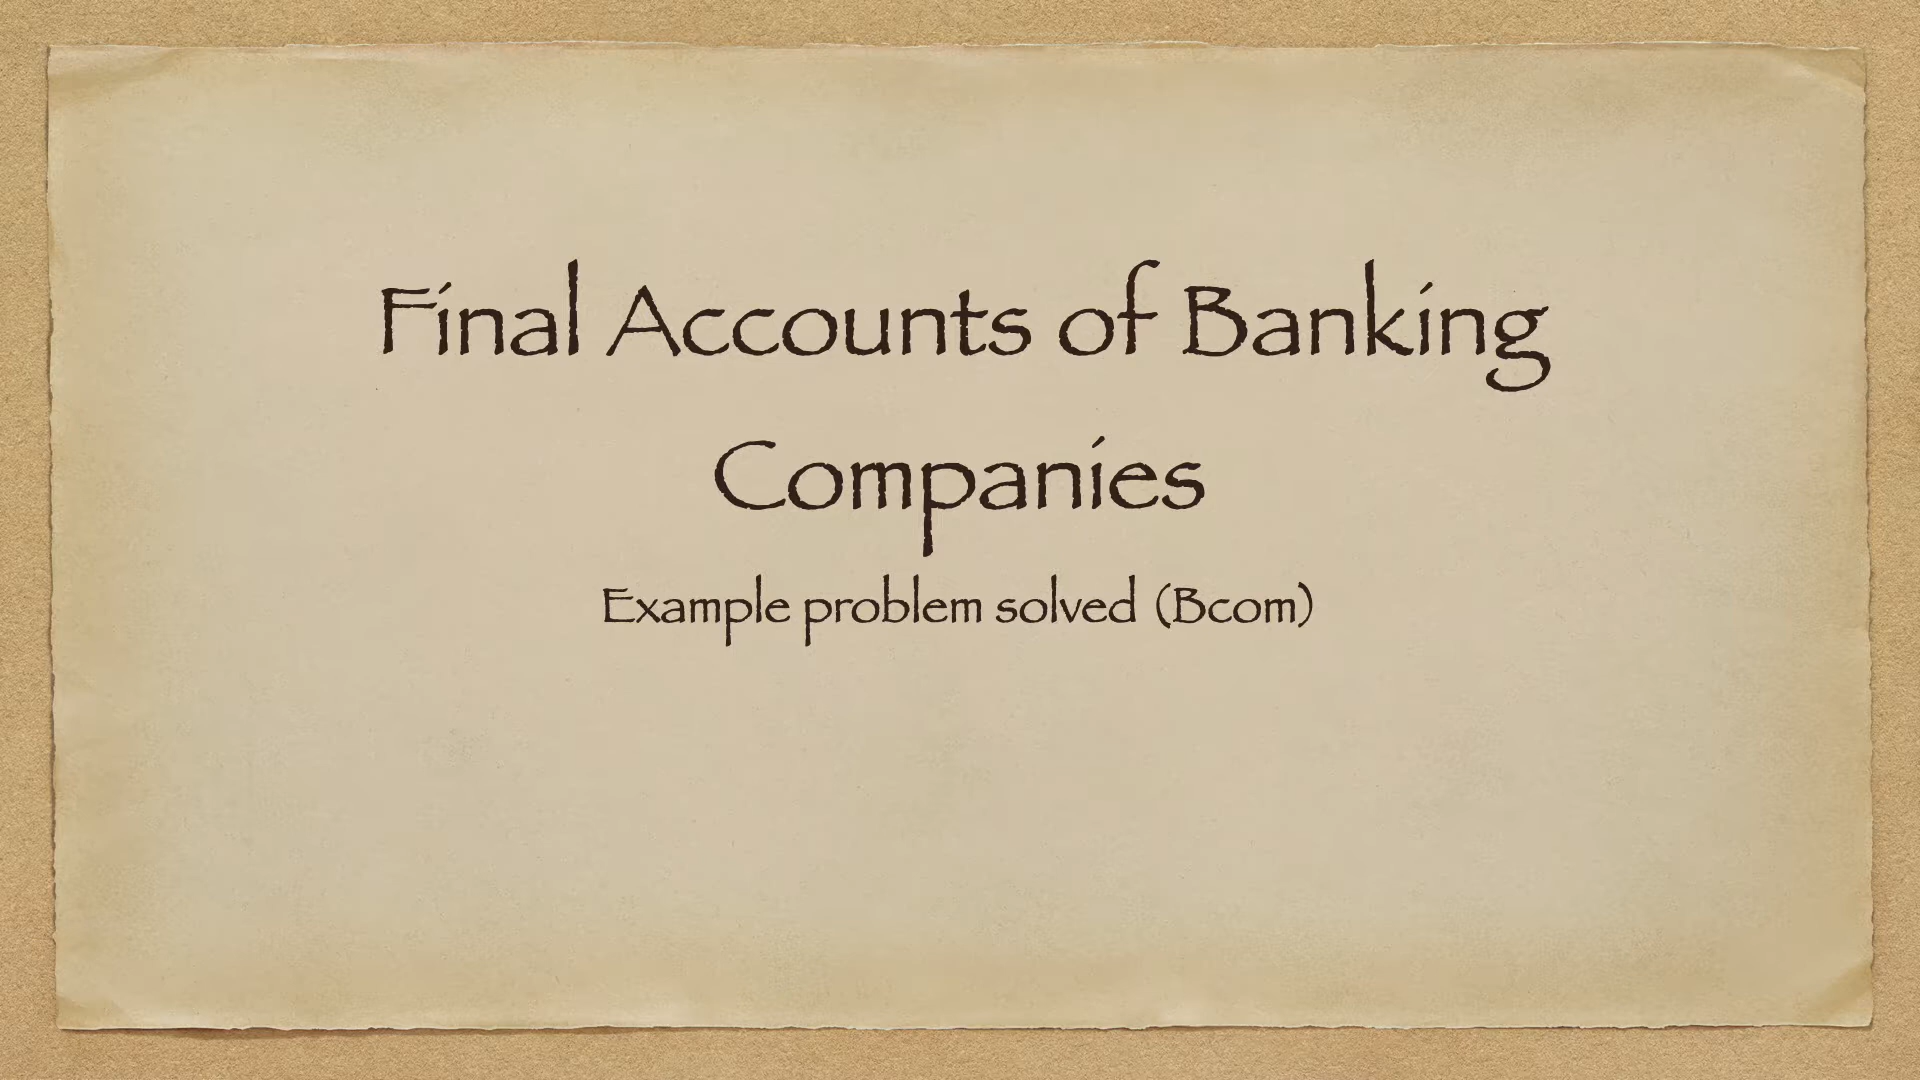 Final Accounts of Banking
Companies
Example problem solved (Bcom)